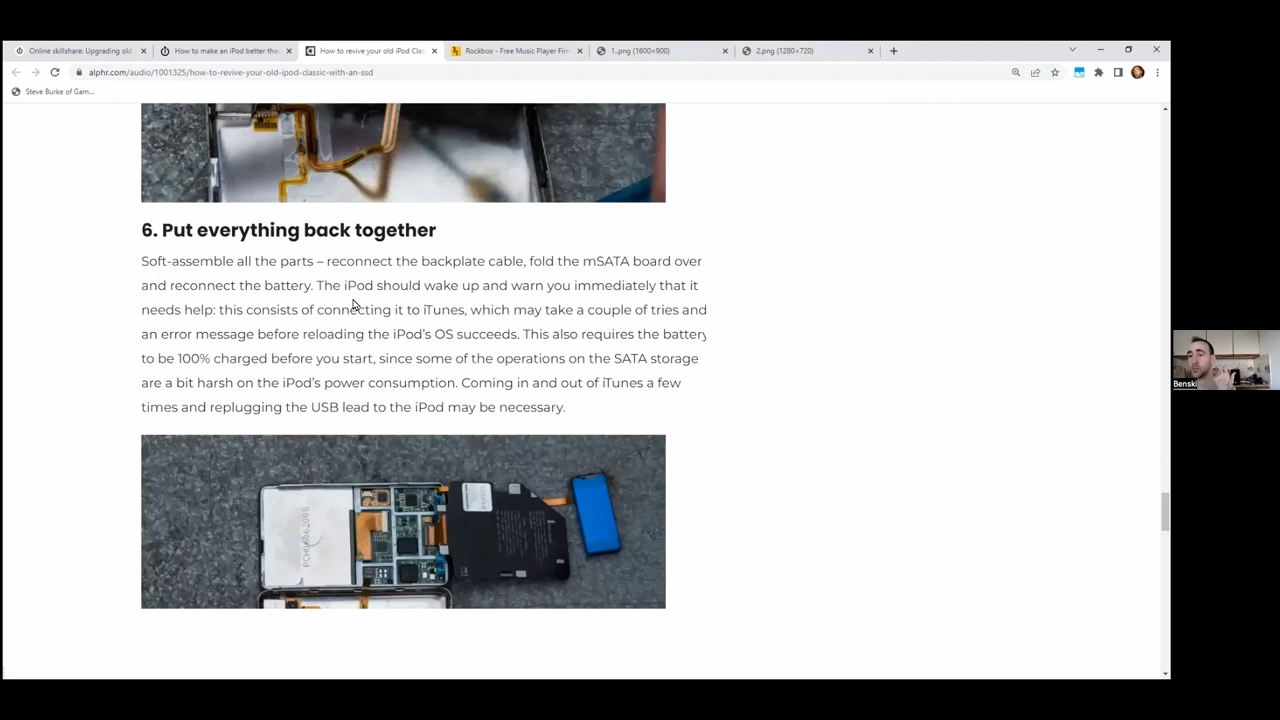 Online skillshare: Upgrading old
How to make an iPod better tha
How to revive your old iPod Clas
Rockbox - Free Music Player Firm
1.png (1600×900)
2.png (1280×720)
alphr.com/audio/1001325/how-to-revive-your-old-ipod-classic-with-an-ssd
Steve Burke of Gam...
6. Put everything back together
Soft-assemble all the parts – reconnect the backplate cable, fold the mSATA board over
and reconnect the battery. The iPod should wake up and warn you immediately that it
needs help: this consists of connecting it to iTunes, which may take a couple of tries and
an error message before reloading the iPod’s OS succeeds. This also requires the battery
to be 100% charged before you start, since some of the operations on the SATA storage
are a bit harsh on the iPod’s power consumption. Coming in and out of iTunes a few
times and replugging the USB lead to the iPod may be necessary.
Benski